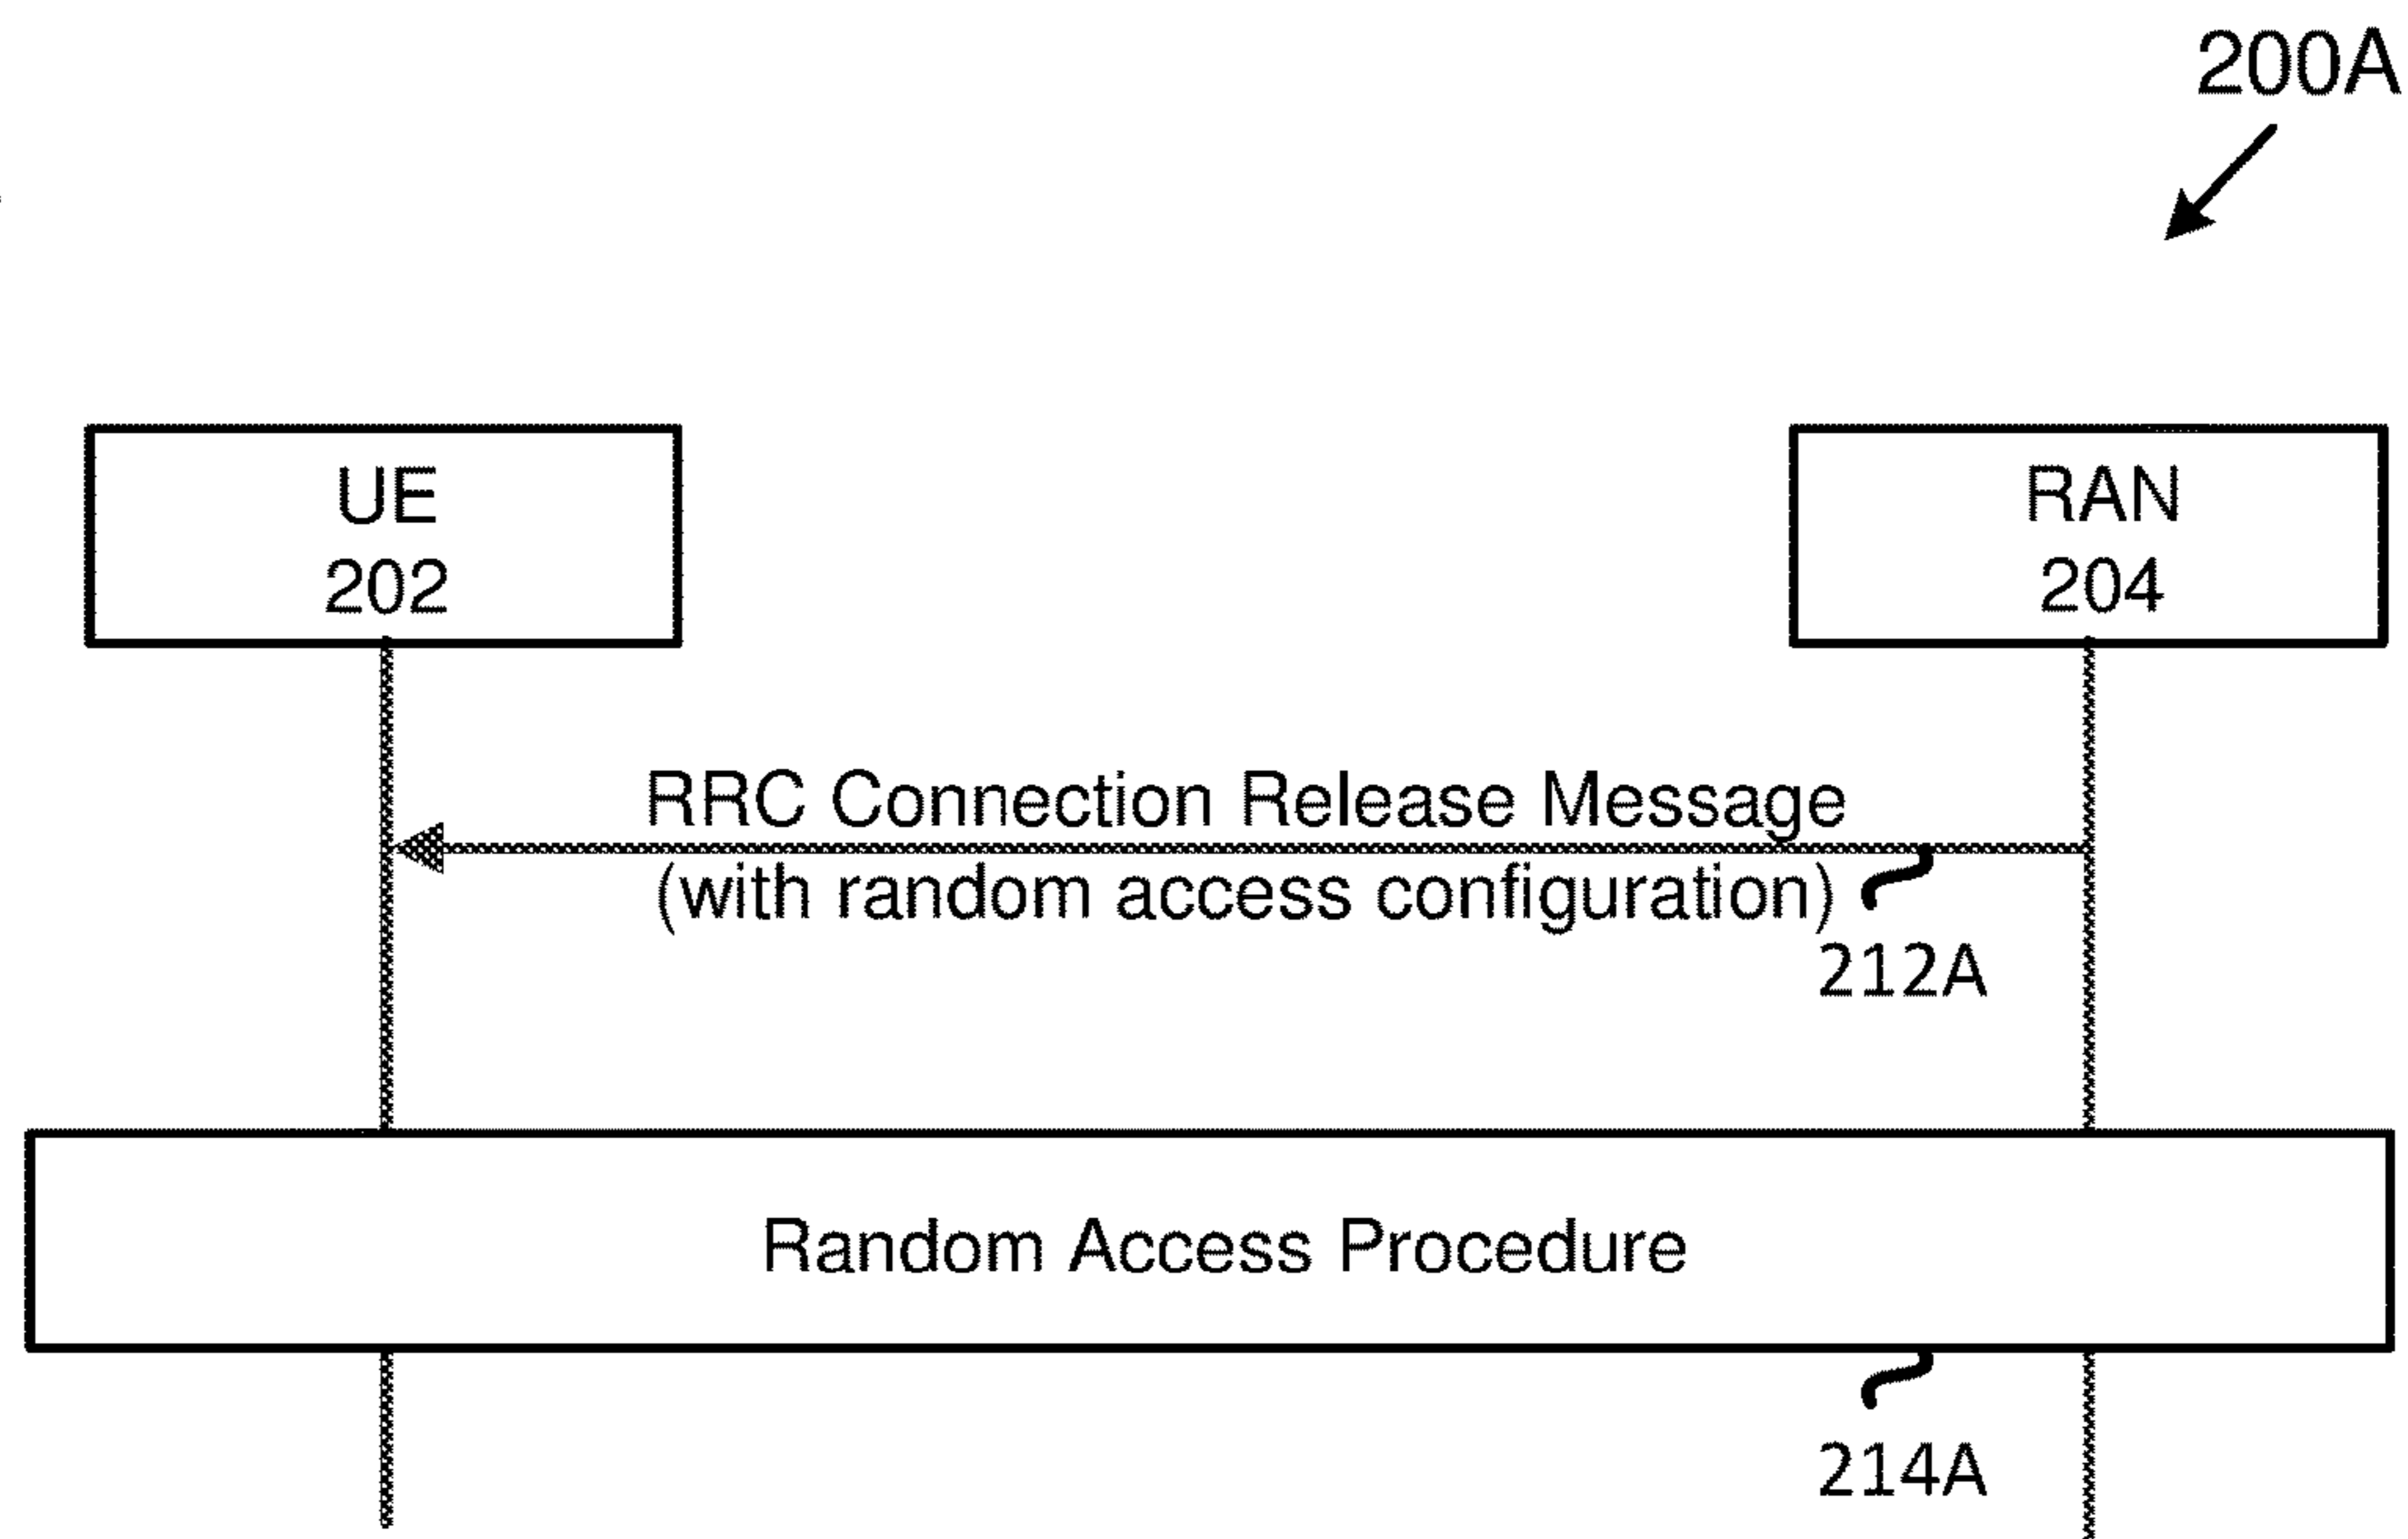 200A
UE
202
RAN
204
RRC Connection Release Message
(with random access configuration)
212A
Random Access Procedure
214A